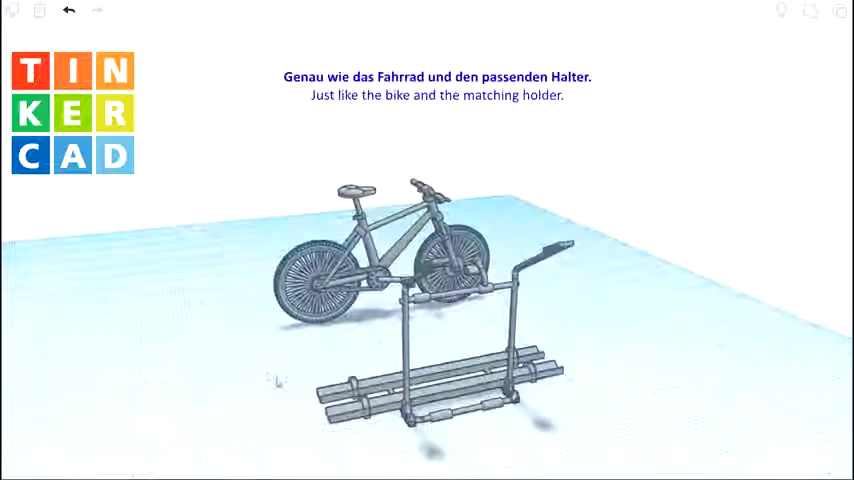 TIN
KER
CAD
Genau wie das Fahrrad und den passenden Halter.
Just like the bike and the matching holder.